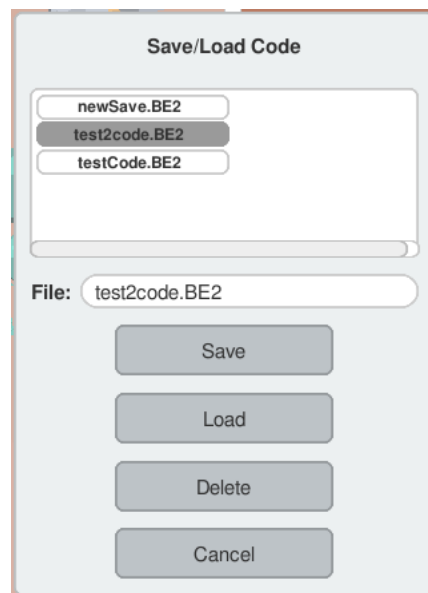 Save/Load Code
newSave.BE2
test2code.BE2
testCode.BE2
File: test2code.BE2
Save
Load
Delete
Cancel